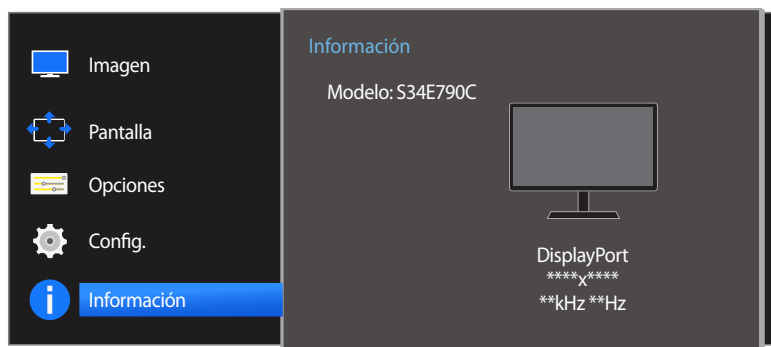 Imagen
Pantalla
Opciones
Config.
Información
Información
Modelo: S34E790C
DisplayPort
****x****
**kHz **Hz